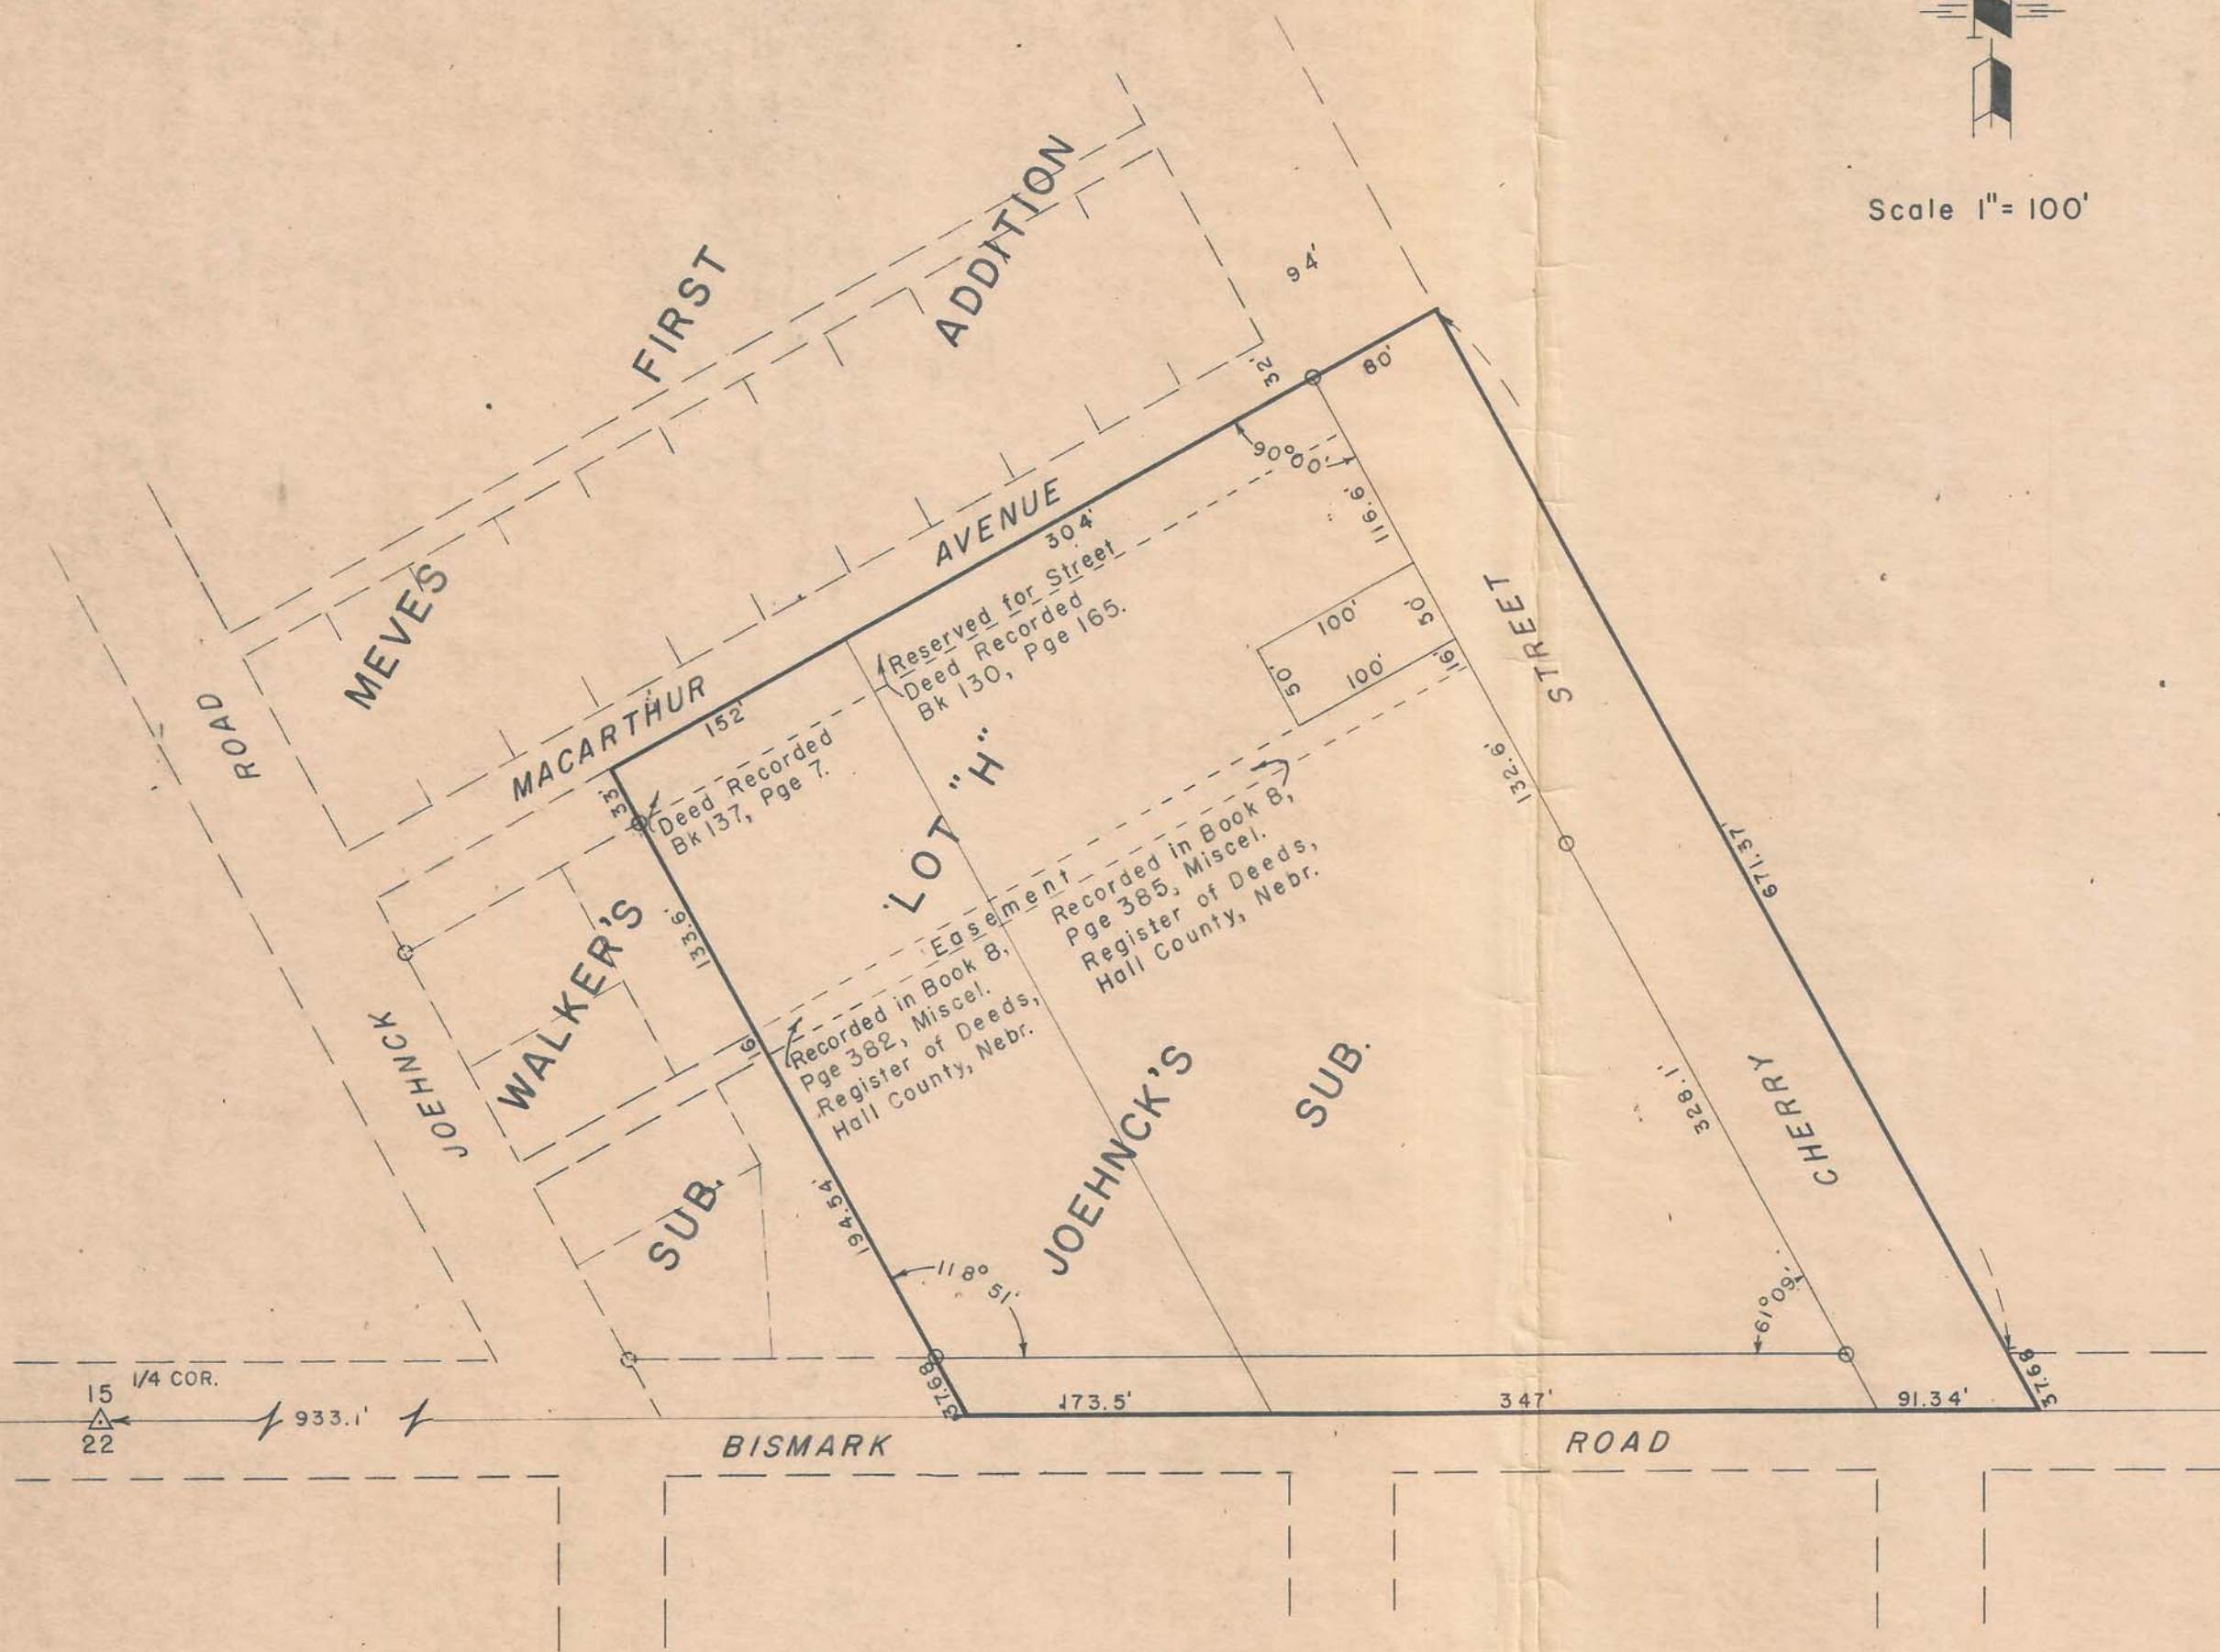 Scale 1"= 100'
FIRST
ADDITION
MEVES
94'
32'
80'
90°00'
116.6'
MACARTHUR AVENUE
304'
152'
33'
Reserved for Street
Deed Recorded
Bk 130, Pge 165.
Deed Recorded
Bk 137, Pge 7.
100'
50'
50'
100'
16'
STREET
132.6'
671.37'
JOEHNCK ROAD
LOT "H"
133.6'
WALKER'S
SUB.
Easement
Recorded in Book 8,
Pge 385, Miscel.
Register of Deeds,
Hall County, Nebr.
16'
Recorded in Book 8,
Pge 382, Miscel.
Register of Deeds,
Hall County, Nebr.
JOEHNCK'S SUB.
328.1'
CHERRY
194.54'
118° 15'
61°09'
1/4 COR.
15
22
933.1'
37.68'
173.5'
347'
91.34'
37.68'
BISMARK ROAD